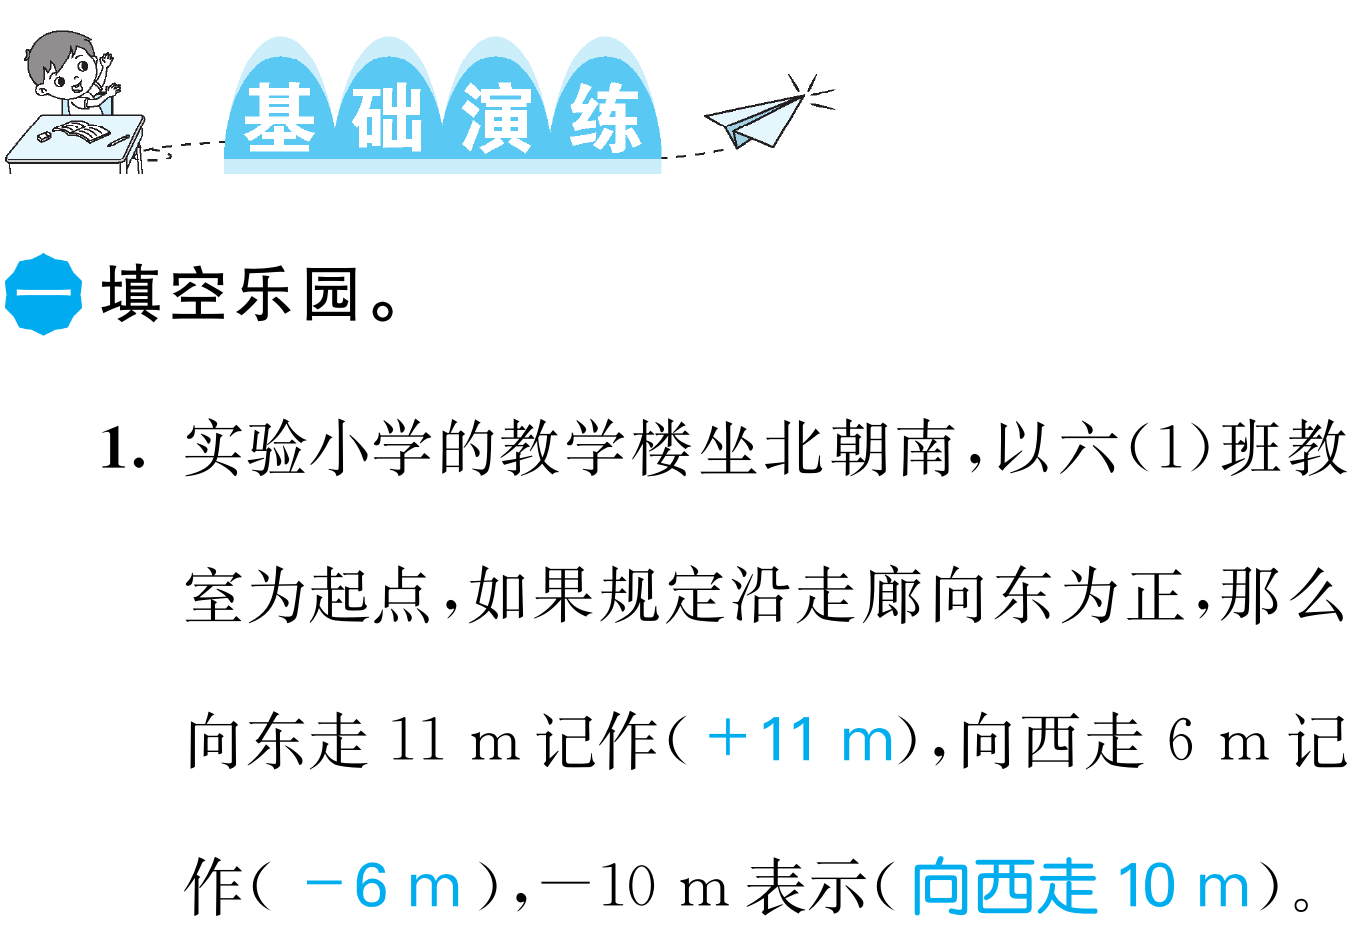 基础演练
一 填空乐园。
1. 实验小学的教学楼坐北朝南,以六(1)班教
室为起点,如果规定沿走廊向东为正,那么
向东走 11 m 记作( +11 m),向西走 6 m 记
作( -6 m ),-10 m 表示(向西走 10 m)。